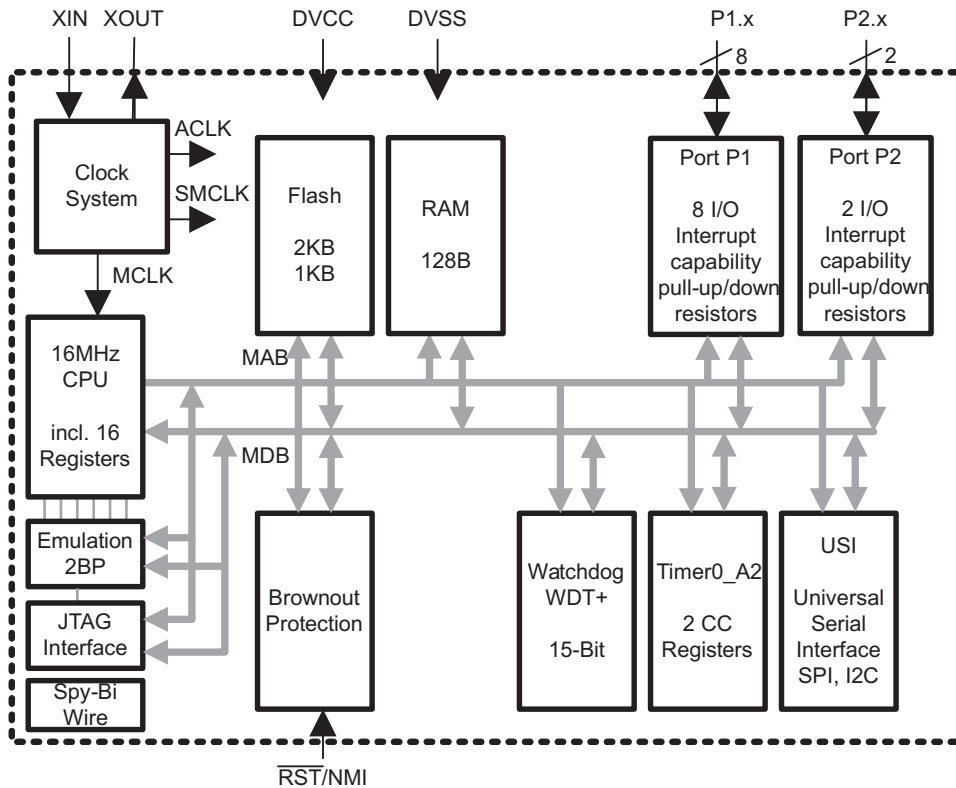 XIN XOUT DVCC DVSS P1.x P2.x
8 2
ACLK
SMCLK
MCLK
Clock
System
Flash
2KB
1KB
RAM
128B
Port P1
8 I/O
Interrupt
capability
pull-up/down
resistors
Port P2
2 I/O
Interrupt
capability
pull-up/down
resistors
16MHz
CPU
incl. 16
Registers
MAB
MDB
Emulation
2BP
JTAG
Interface
Spy-Bi
Wire
Brownout
Protection
Watchdog
WDT+
15-Bit
Timer0_A2
2 CC
Registers
USI
Universal
Serial
Interface
SPI, I2C
RST/NMI